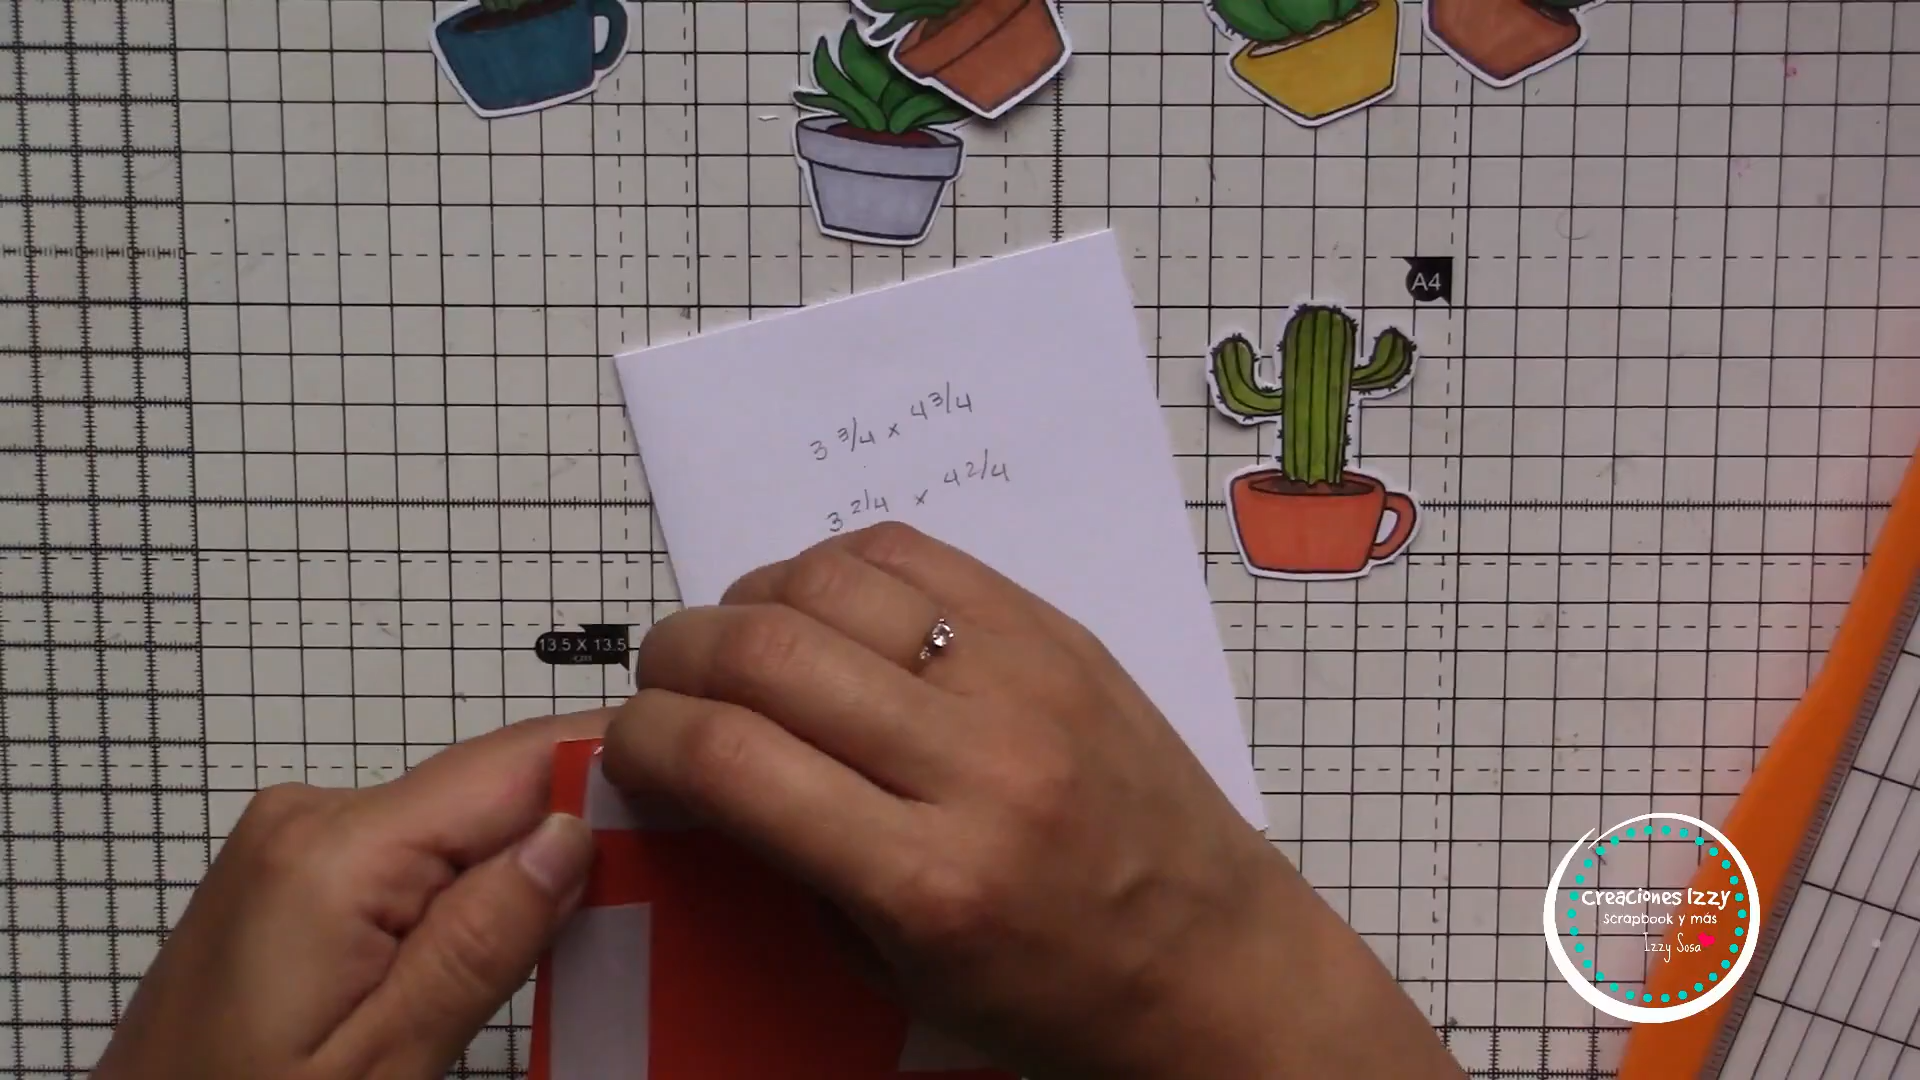 A4
3 3/4 x 4 3/4
3 2/4 x 4 2/4
13.5 X 13.5
cm
creaciones Izzy
scrapbook y más
Izzy Sosa